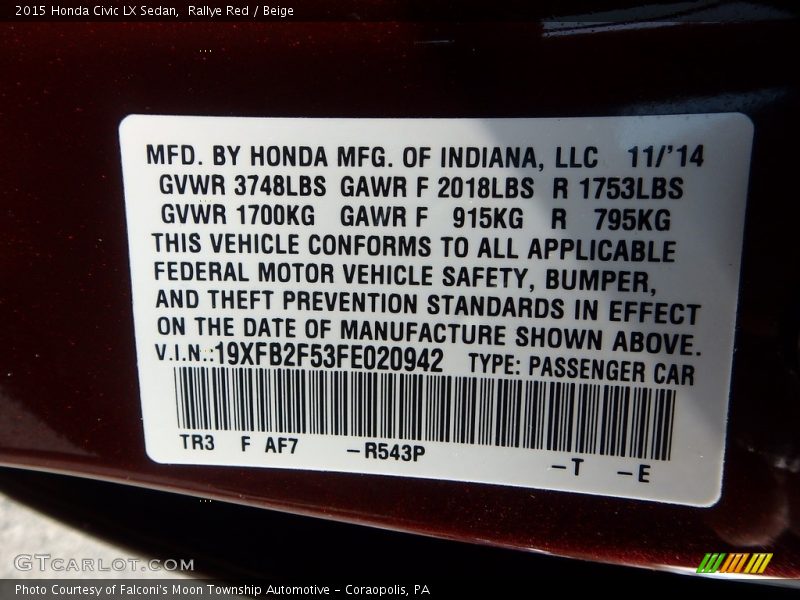 2015 Honda Civic LX Sedan,  Rallye Red / Beige
MFD. BY HONDA MFG. OF INDIANA, LLC   11/'14
GVWR 3748LBS  GAWR F 2018LBS  R 1753LBS
GVWR 1700KG   GAWR F   915KG   R   795KG
THIS VEHICLE CONFORMS TO ALL APPLICABLE
FEDERAL MOTOR VEHICLE SAFETY, BUMPER,
AND THEFT PREVENTION STANDARDS IN EFFECT
ON THE DATE OF MANUFACTURE SHOWN ABOVE.
V.I.N.:19XFB2F53FE020942   TYPE: PASSENGER CAR
TR3   F  AF7   –R543P   –T   –E
GTCarLot.com
Photo Courtesy of Falconi's Moon Township Automotive – Coraopolis, PA